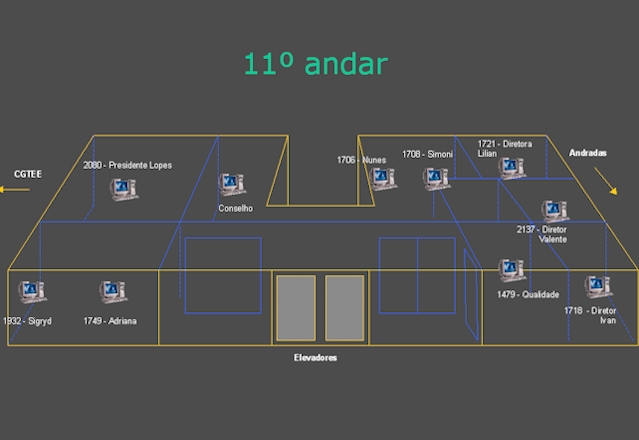 11º andar
CGTEE
2080 - Presidente Lopes
Conselho
1706 - Nunes
1708 - Simoni
1721 - Diretora
Lilian
Andradas
2137 - Diretor
Valente
1932 - Sigryd
1749 - Adriana
1479 - Qualidade
1718 - Diretor
Ivan
Elevadores